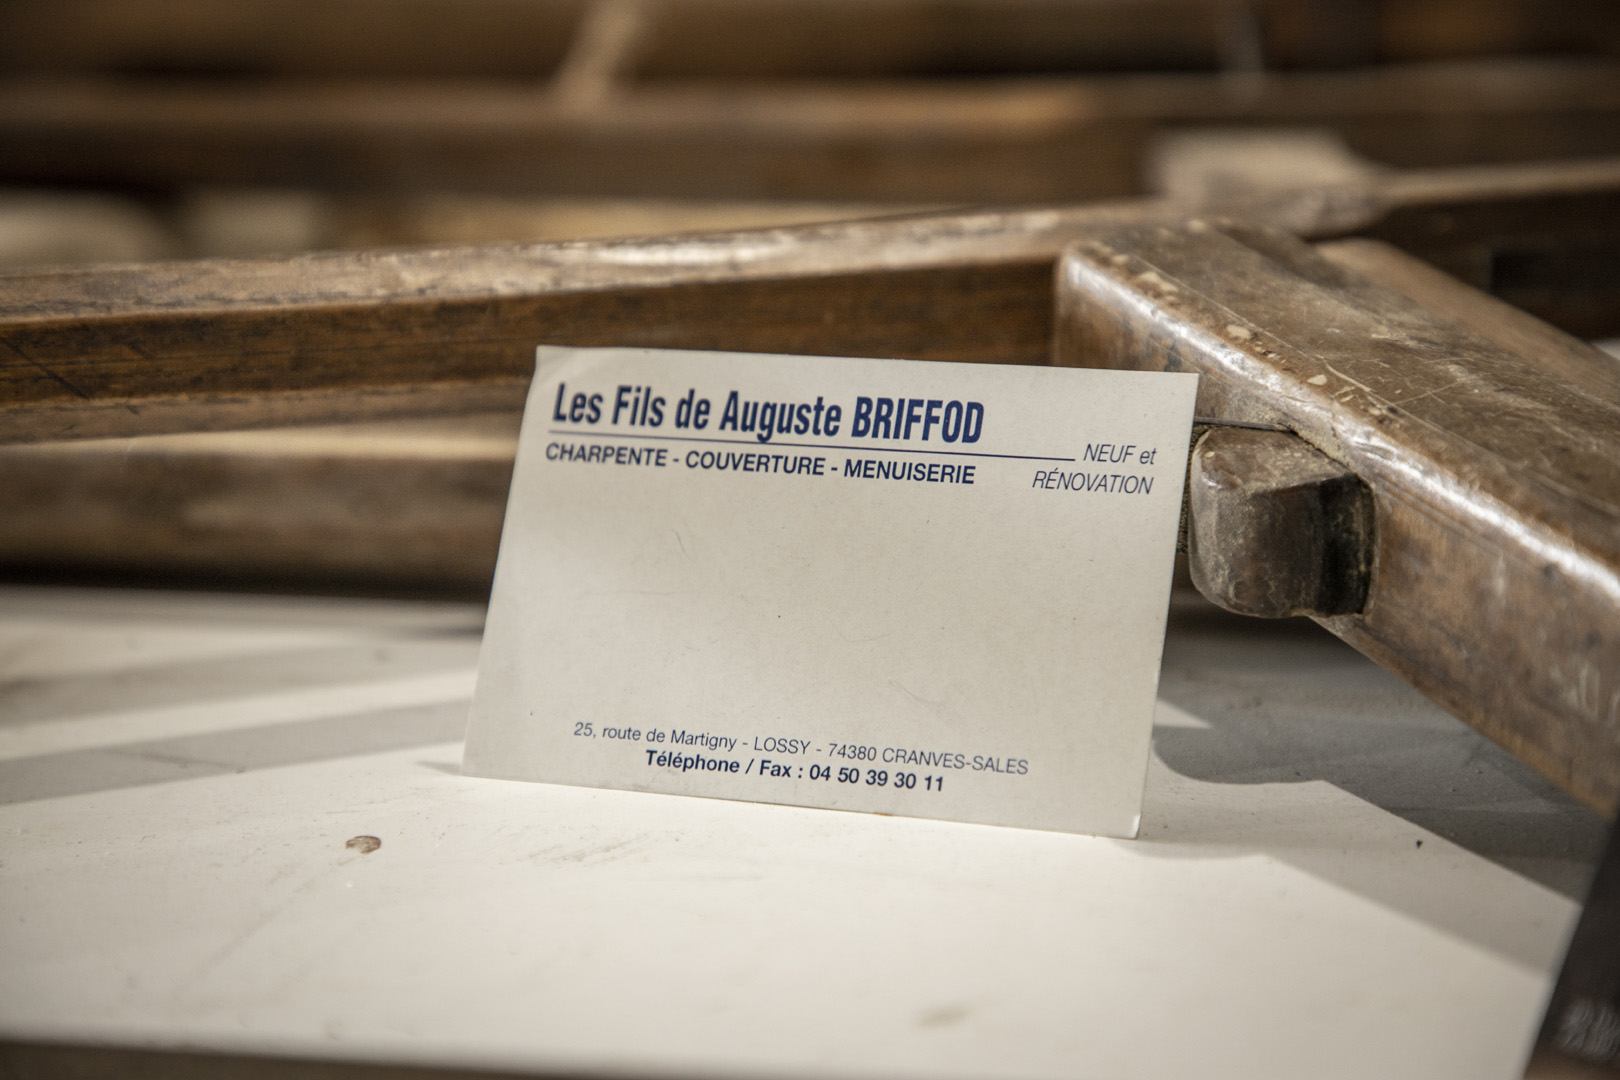 Les Fils de Auguste BRIFFOD
CHARPENTE - COUVERTURE - MENUISERIE
NEUF et
RÉNOVATION
25, route de Martigny - LOSSY - 74380 CRANVES-SALES
Téléphone / Fax : 04 50 39 30 11